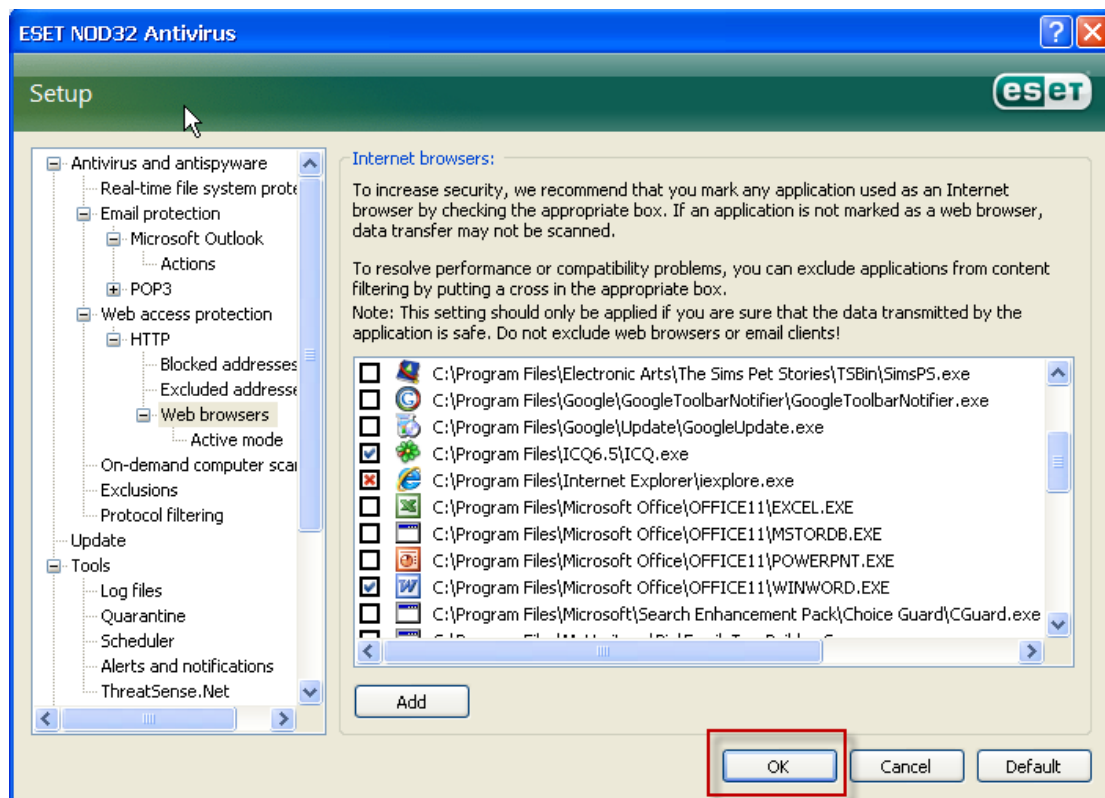 ESET NOD32 Antivirus
Setup
eset
Antivirus and antispyware
Real-time file system prote
Email protection
Microsoft Outlook
Actions
POP3
Web access protection
HTTP
Blocked addresses
Excluded addresse
Web browsers
Active mode
On-demand computer scan
Exclusions
Protocol filtering
Update
Tools
Log files
Quarantine
Scheduler
Alerts and notifications
ThreatSense.Net
Internet browsers:
To increase security, we recommend that you mark any application used as an Internet
browser by checking the appropriate box. If an application is not marked as a web browser,
data transfer may not be scanned.
To resolve performance or compatibility problems, you can exclude applications from content
filtering by putting a cross in the appropriate box.
Note: This setting should only be applied if you are sure that the data transmitted by the
application is safe. Do not exclude web browsers or email clients!
C:\Program Files\Electronic Arts\The Sims Pet Stories\TSBin\SimsPS.exe
C:\Program Files\Google\GoogleToolbarNotifier\GoogleToolbarNotifier.exe
C:\Program Files\Google\Update\GoogleUpdate.exe
C:\Program Files\ICQ6.5\ICQ.exe
C:\Program Files\Internet Explorer\iexplore.exe
C:\Program Files\Microsoft Office\OFFICE11\EXCEL.EXE
C:\Program Files\Microsoft Office\OFFICE11\MSTORDB.EXE
C:\Program Files\Microsoft Office\OFFICE11\POWERPNT.EXE
C:\Program Files\Microsoft Office\OFFICE11\WINWORD.EXE
C:\Program Files\Microsoft\Search Enhancement Pack\Choice Guard\CGuard.exe
Add
OK
Cancel
Default